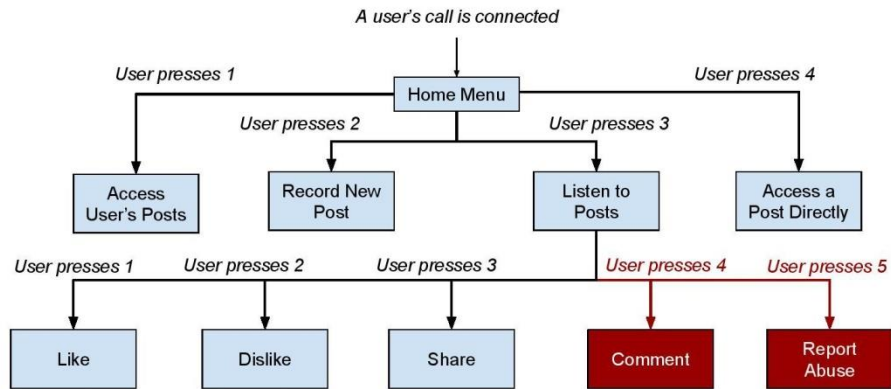 A user's call is connected
User presses 1
User presses 4
Home Menu
User presses 2
User presses 3
Access
User's Posts
Record New
Post
Listen to
Posts
Access a
Post Directly
User presses 1
User presses 2
User presses 3
User presses 4
User presses 5
Like
Dislike
Share
Comment
Report
Abuse